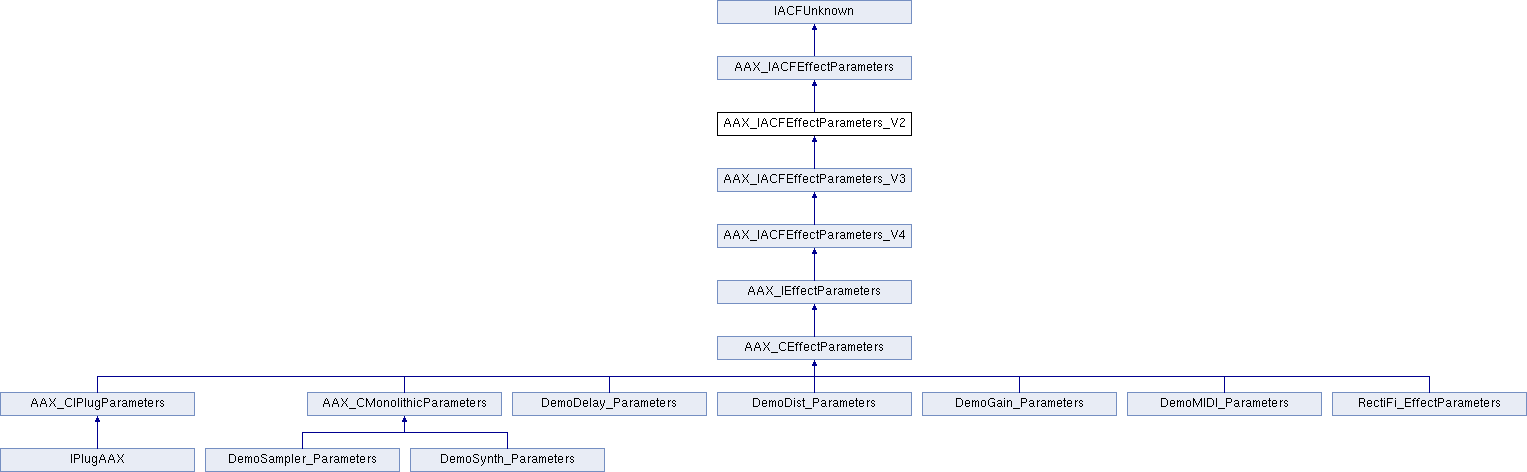 IACFUnknown
AAX_IACFEffectParameters
AAX_IACFEffectParameters_V2
AAX_IACFEffectParameters_V3
AAX_IACFEffectParameters_V4
AAX_IEffectParameters
AAX_CEffectParameters
AAX_CIPlugParameters
AAX_CMonolithicParameters
DemoDelay_Parameters
DemoDist_Parameters
DemoGain_Parameters
DemoMIDI_Parameters
RectiFi_EffectParameters
IPlugAAX
DemoSampler_Parameters
DemoSynth_Parameters